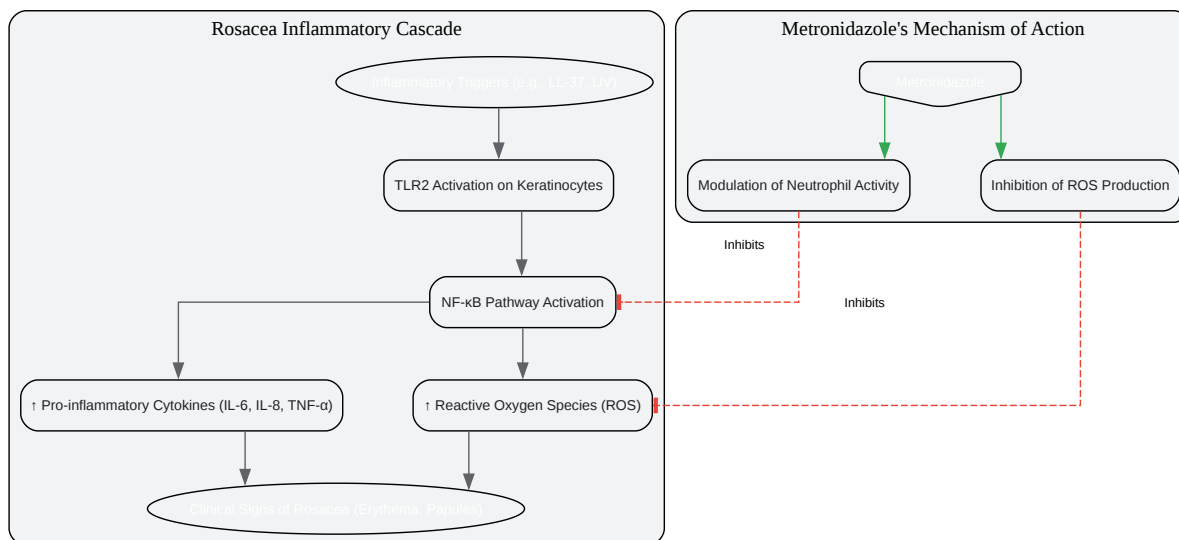 Rosacea Inflammatory Cascade
Metronidazole's Mechanism of Action
Inflammatory Triggers (e.g., LL-37, UV)
Metronidazole
TLR2 Activation on Keratinocytes
Modulation of Neutrophil Activity
Inhibition of ROS Production
Inhibits
NF-κB Pathway Activation
Inhibits
↑ Pro-inflammatory Cytokines (IL-6, IL-8, TNF-α)
↑ Reactive Oxygen Species (ROS)
Clinical Signs of Rosacea (Erythema, Papules)